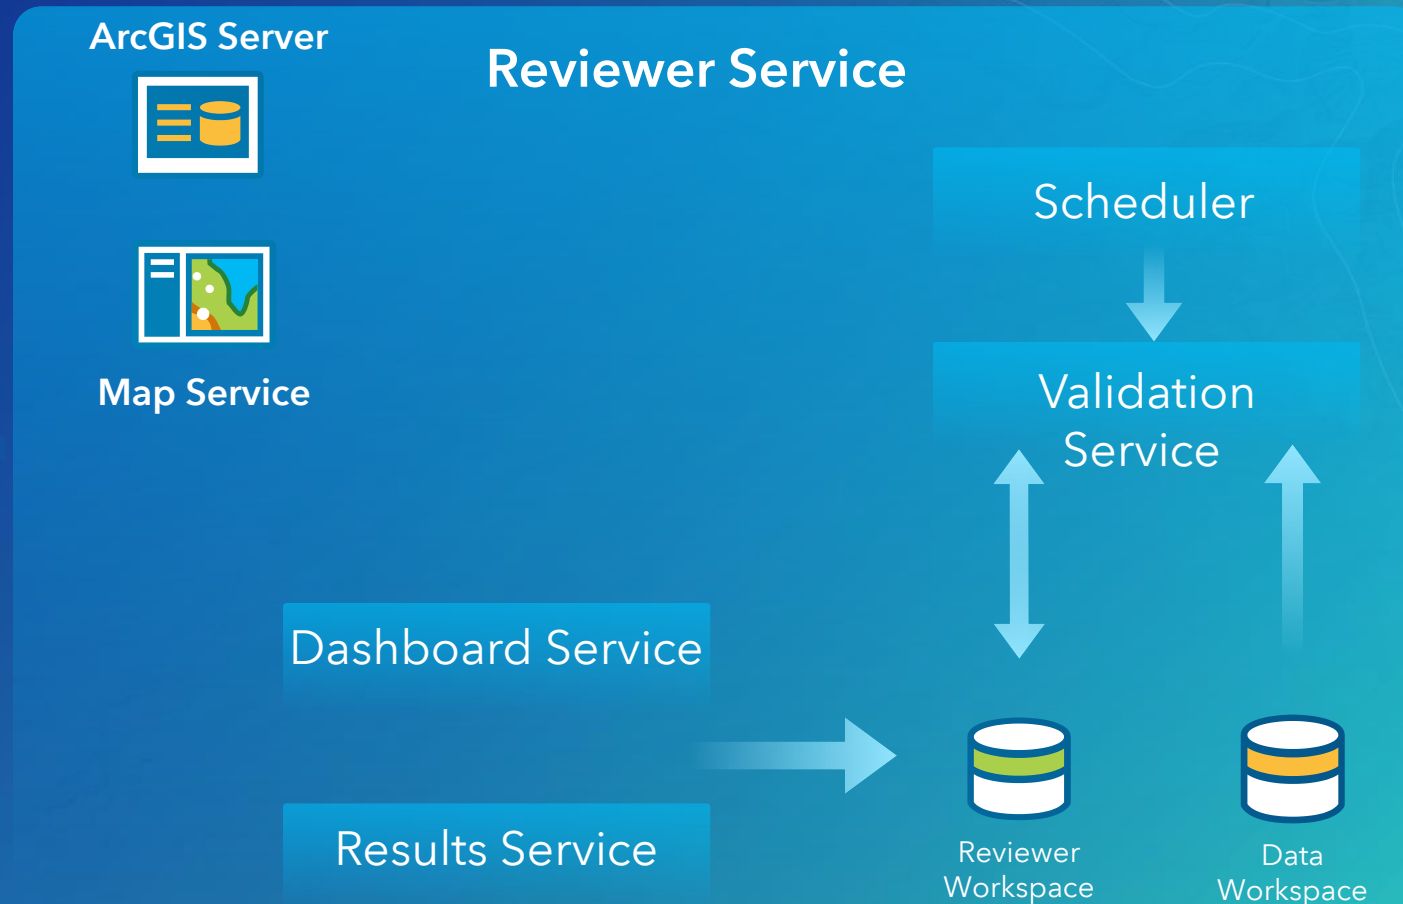 ArcGIS Server
Reviewer Service
Scheduler
Map Service
Validation
Service
Dashboard Service
Results Service
Reviewer
Workspace
Data
Workspace